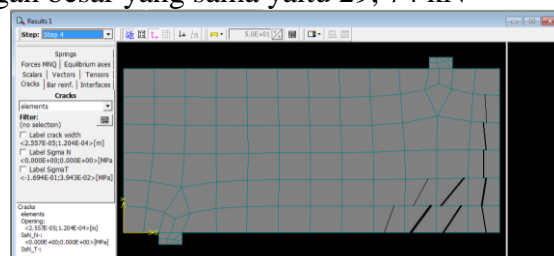 gan besar yang sama yaitu 29,74 kN
Results 1
Step: Step 4
5.0E+01
Springs
Forces MNQ Equilibrium axes
Scalars Vectors Tensors
Cracks Bar reinf. Interfaces
Cracks
elements
Filter:
(no selection)
Label crack width
<2.557E-05;1.204E-04>[m]
Label Sigma N
<0.000E+00;0.000E+00>[MPa
Label SigmaT
<-1.694E-01;3.943E-02>[MPa]
Cracks
elements
Opening:
<2.557E-05;1.204E-04>[m]
<0.000E+00;0.000E+00>[MPa]